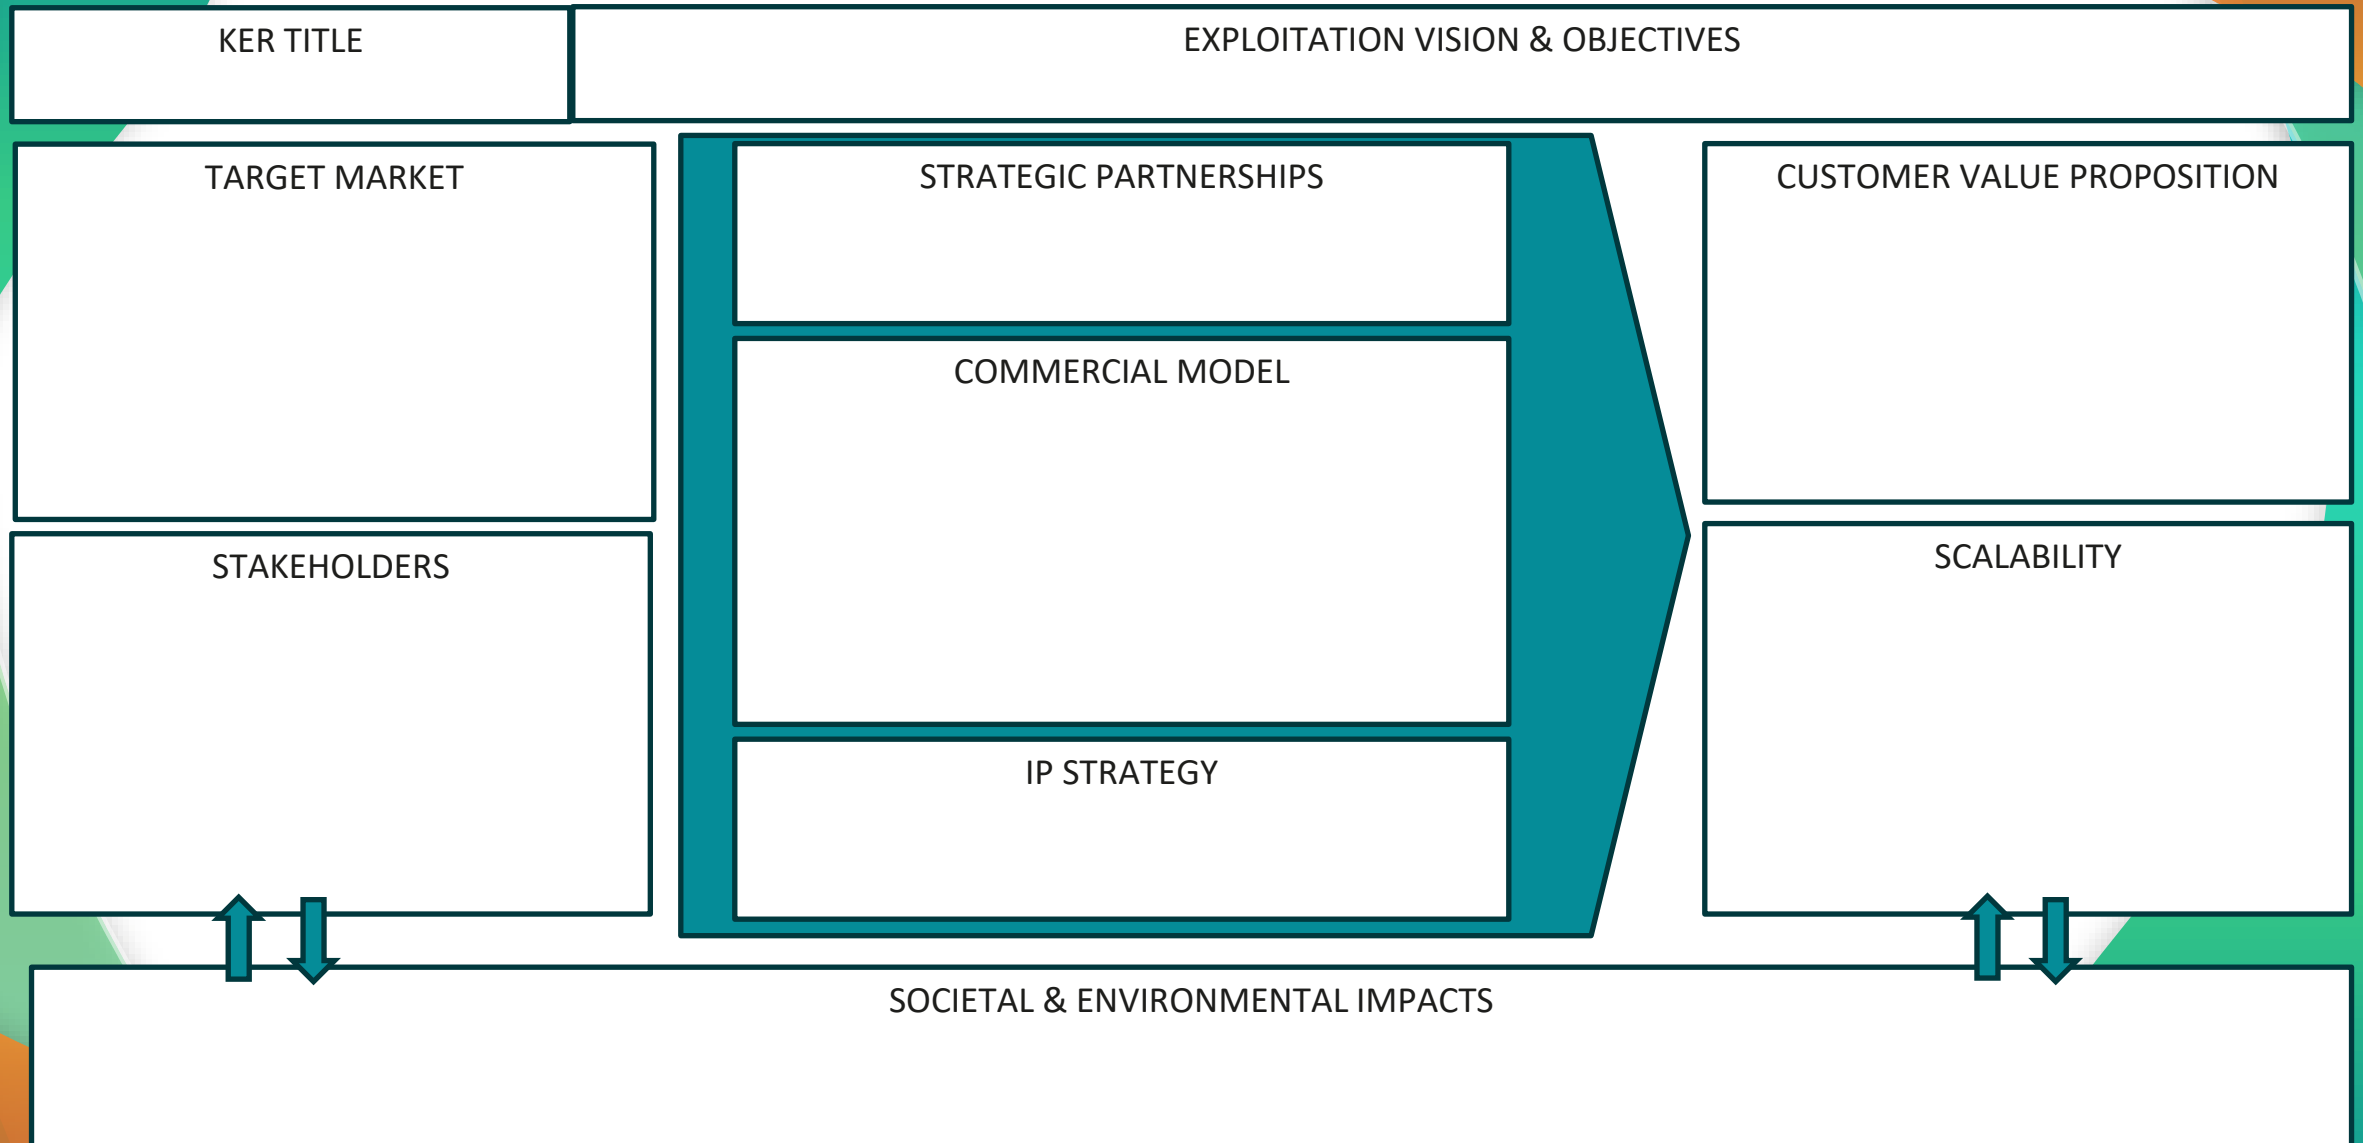 KER TITLE
EXPLOITATION VISION & OBJECTIVES
TARGET MARKET
STRATEGIC PARTNERSHIPS
CUSTOMER VALUE PROPOSITION
COMMERCIAL MODEL
STAKEHOLDERS
SCALABILITY
IP STRATEGY
SOCIETAL & ENVIRONMENTAL IMPACTS